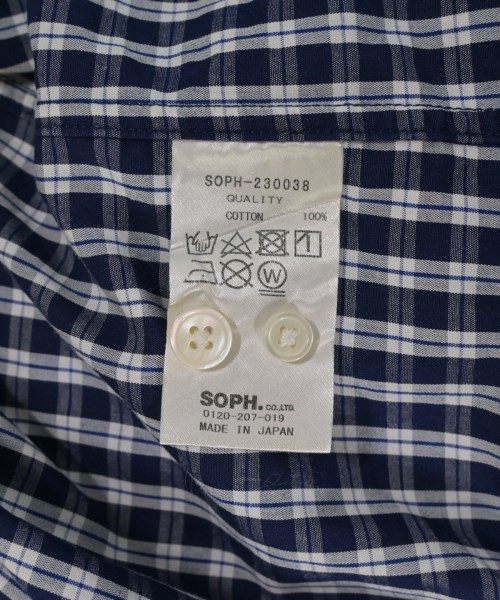 SOPH-230038
QUALITY
COTTON 100%
W
SOPH.CO.,LTD.
0120-207-019
MADE IN JAPAN